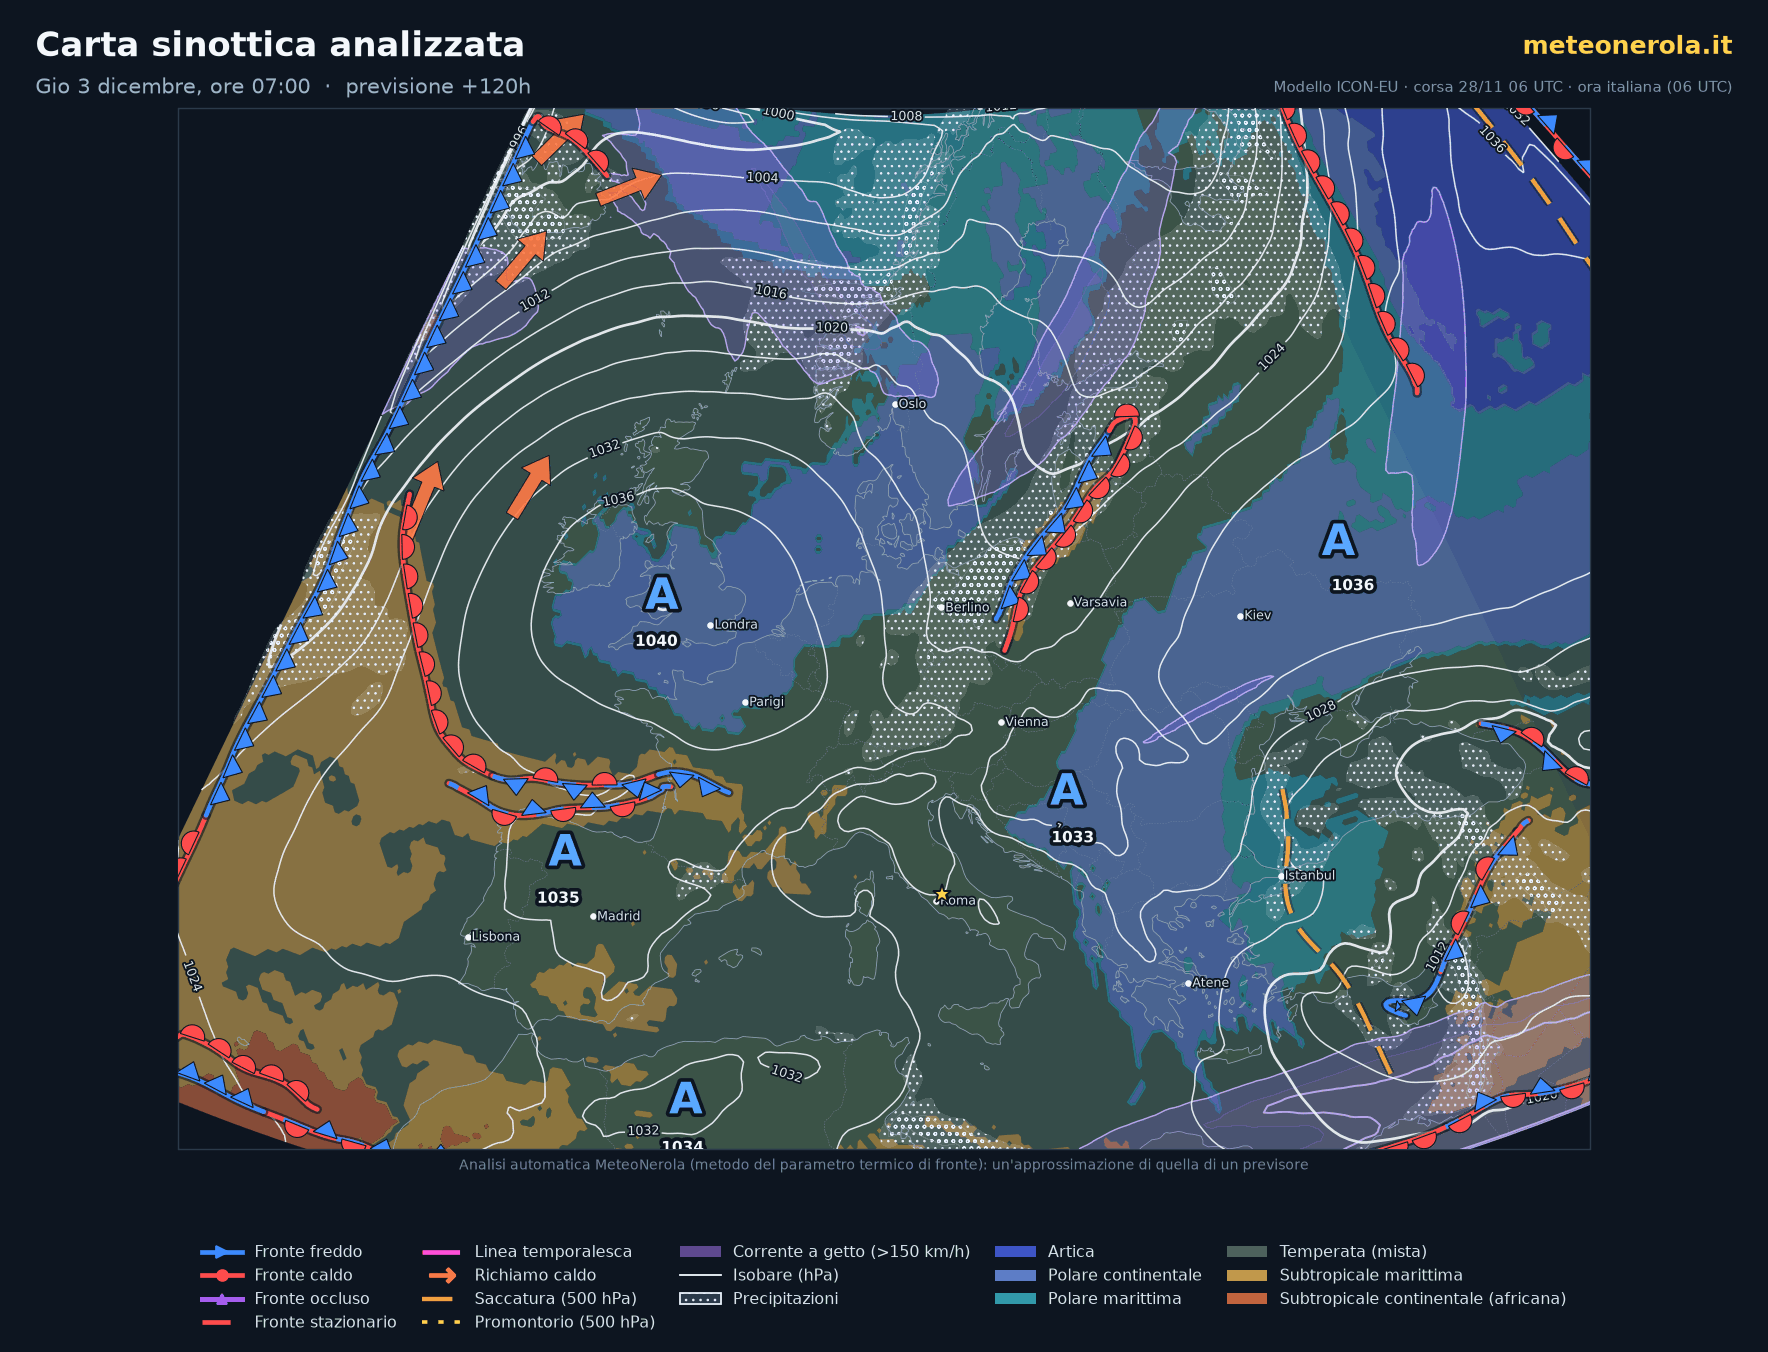 Carta sinottica analizzata
meteonerola.it
Gio 3 dicembre, ore 07:00 · previsione +120h
Modello ICON-EU · corsa 28/11 06 UTC · ora italiana (06 UTC)
996
1000
1008
1012
1032
1036
1004
1012
1016
1020
1024
Oslo
1032
1036
A
1036
A
1040
Londra
Berlino
Varsavia
Kiev
Parigi
Vienna
1028
A
1033
A
1035
Istanbul
Roma
Madrid
Lisbona
1024
1012
Atene
1032
A
1032
1034
1020
Analisi automatica MeteoNerola (metodo del parametro termico di fronte): un'approssimazione di quella di un previsore
Fronte freddo
Linea temporalesca
Corrente a getto (>150 km/h)
Artica
Temperata (mista)
Fronte caldo
Richiamo caldo
Isobare (hPa)
Polare continentale
Subtropicale marittima
Fronte occluso
Saccatura (500 hPa)
Precipitazioni
Polare marittima
Subtropicale continentale (africana)
Fronte stazionario
Promontorio (500 hPa)